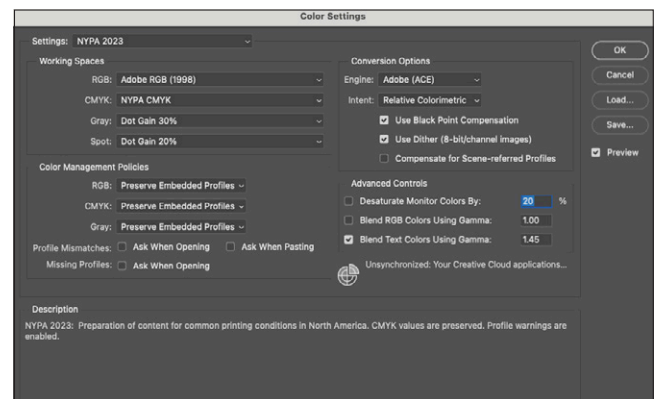 Color Settings
Settings: NYPA 2023
Working Spaces
RGB: Adobe RGB (1998)
CMYK: NYPA CMYK
Gray: Dot Gain 30%
Spot: Dot Gain 20%
Color Management Policies
RGB: Preserve Embedded Profiles
CMYK: Preserve Embedded Profiles
Gray: Preserve Embedded Profiles
Profile Mismatches: Ask When Opening Ask When Pasting
Missing Profiles: Ask When Opening
Conversion Options
Engine: Adobe (ACE)
Intent: Relative Colorimetric
Use Black Point Compensation
Use Dither (8-bit/channel images)
Compensate for Scene-referred Profiles
Advanced Controls
Desaturate Monitor Colors By: 20 %
Blend RGB Colors Using Gamma: 1.00
Blend Text Colors Using Gamma: 1.45
Unsynchronized: Your Creative Cloud applications...
OK
Cancel
Load...
Save...
Preview
Description
NYPA 2023: Preparation of content for common printing conditions in North America. CMYK values are preserved. Profile warnings are
enabled.